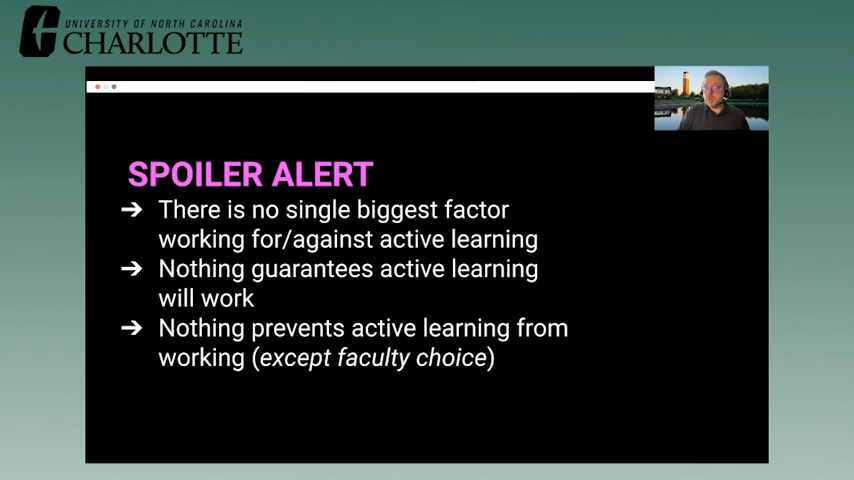 UNIVERSITY OF NORTH CAROLINA
CHARLOTTE
SPOILER ALERT
➔ There is no single biggest factor
working for/against active learning
➔ Nothing guarantees active learning
will work
➔ Nothing prevents active learning from
working (except faculty choice)